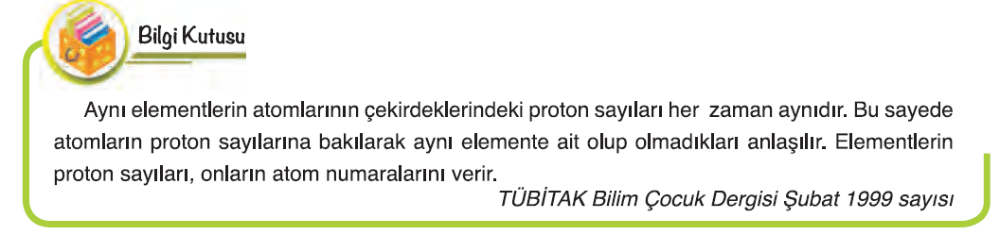 Bilgi Kutusu
Aynı elementlerin atomlarının çekirdeklerindeki proton sayıları her zaman aynıdır. Bu sayede
atomların proton sayılarına bakılarak aynı elemente ait olup olmadıkları anlaşılır. Elementlerin
proton sayıları, onların atom numaralarını verir.
TÜBİTAK Bilim Çocuk Dergisi Şubat 1999 sayısı